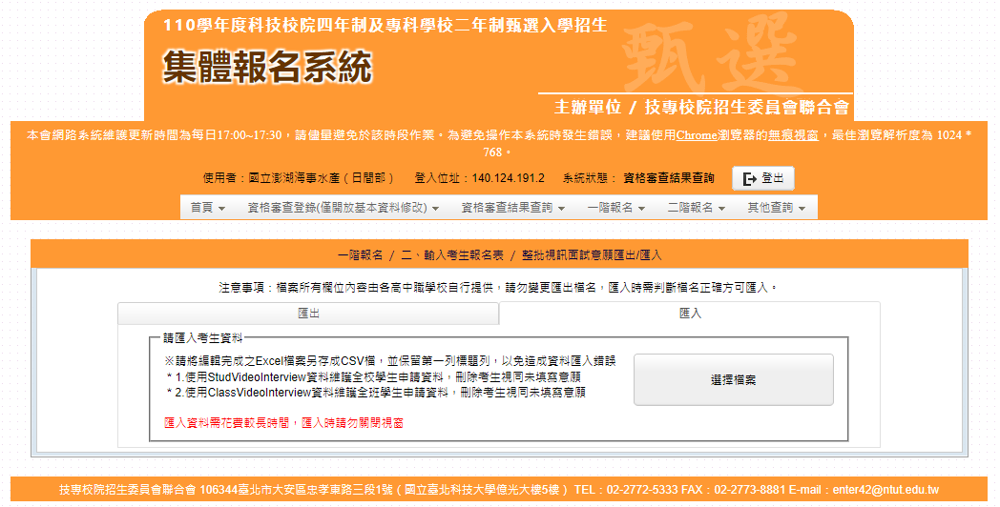 110學年度科技校院四年制及專科學校二年制甄選入學招生
甄選
集體報名系統
主辦單位 / 技專校院招生委員會聯合會
本會網路系統維護更新時間為每日17:00~17:30，請儘量避免於該時段作業。為避免操作本系統時發生錯誤，建議使用Chrome瀏覽器的無痕視窗，最佳瀏覽解析度為 1024 *
768。
使用者：國立澎湖海事水產（日間部） 登入位址：140.124.191.2 系統狀態： 資格審查結果查詢 登出
首頁 資格審查登錄(僅開放基本資料修改) 資格審查結果查詢 一階報名 二階報名 其他查詢
一階報名 / 二、輸入考生報名表 / 整批視訊面試意願匯出/匯入
注意事項：檔案所有欄位內容由各高中職學校自行提供，請勿變更匯出檔名，匯入時需判斷檔名正確方可匯入。
匯出 匯入
請匯入考生資料
※請將編輯完成之Excel檔案另存成CSV檔，並保留第一列標題列，以免造成資料匯入錯誤
* 1.使用StudVideoInterview資料維護全校學生申請資料，刪除考生視同未填寫意願
* 2.使用ClassVideoInterview資料維護全班學生申請資料，刪除考生視同未填寫意願
選擇檔案
匯入資料需花費較長時間，匯入時請勿關閉視窗
技專校院招生委員會聯合會 106344臺北市大安區忠孝東路三段1號（國立臺北科技大學億光大樓5樓） TEL：02-2772-5333 FAX：02-2773-8881 E-mail：enter42@ntut.edu.tw